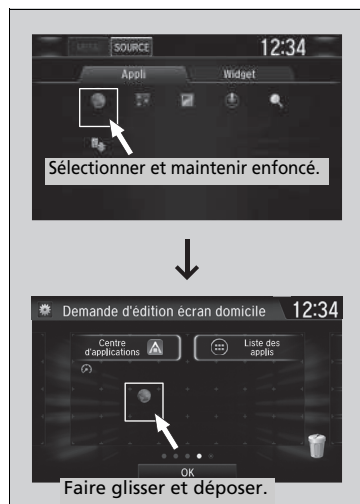 MENU
SOURCE
12:34
Appli
Widget
Sélectionner et maintenir enfoncé.
Demande d'édition écran domicile
12:34
Centre
d'applications
Liste des
applis
OK
Faire glisser et déposer.